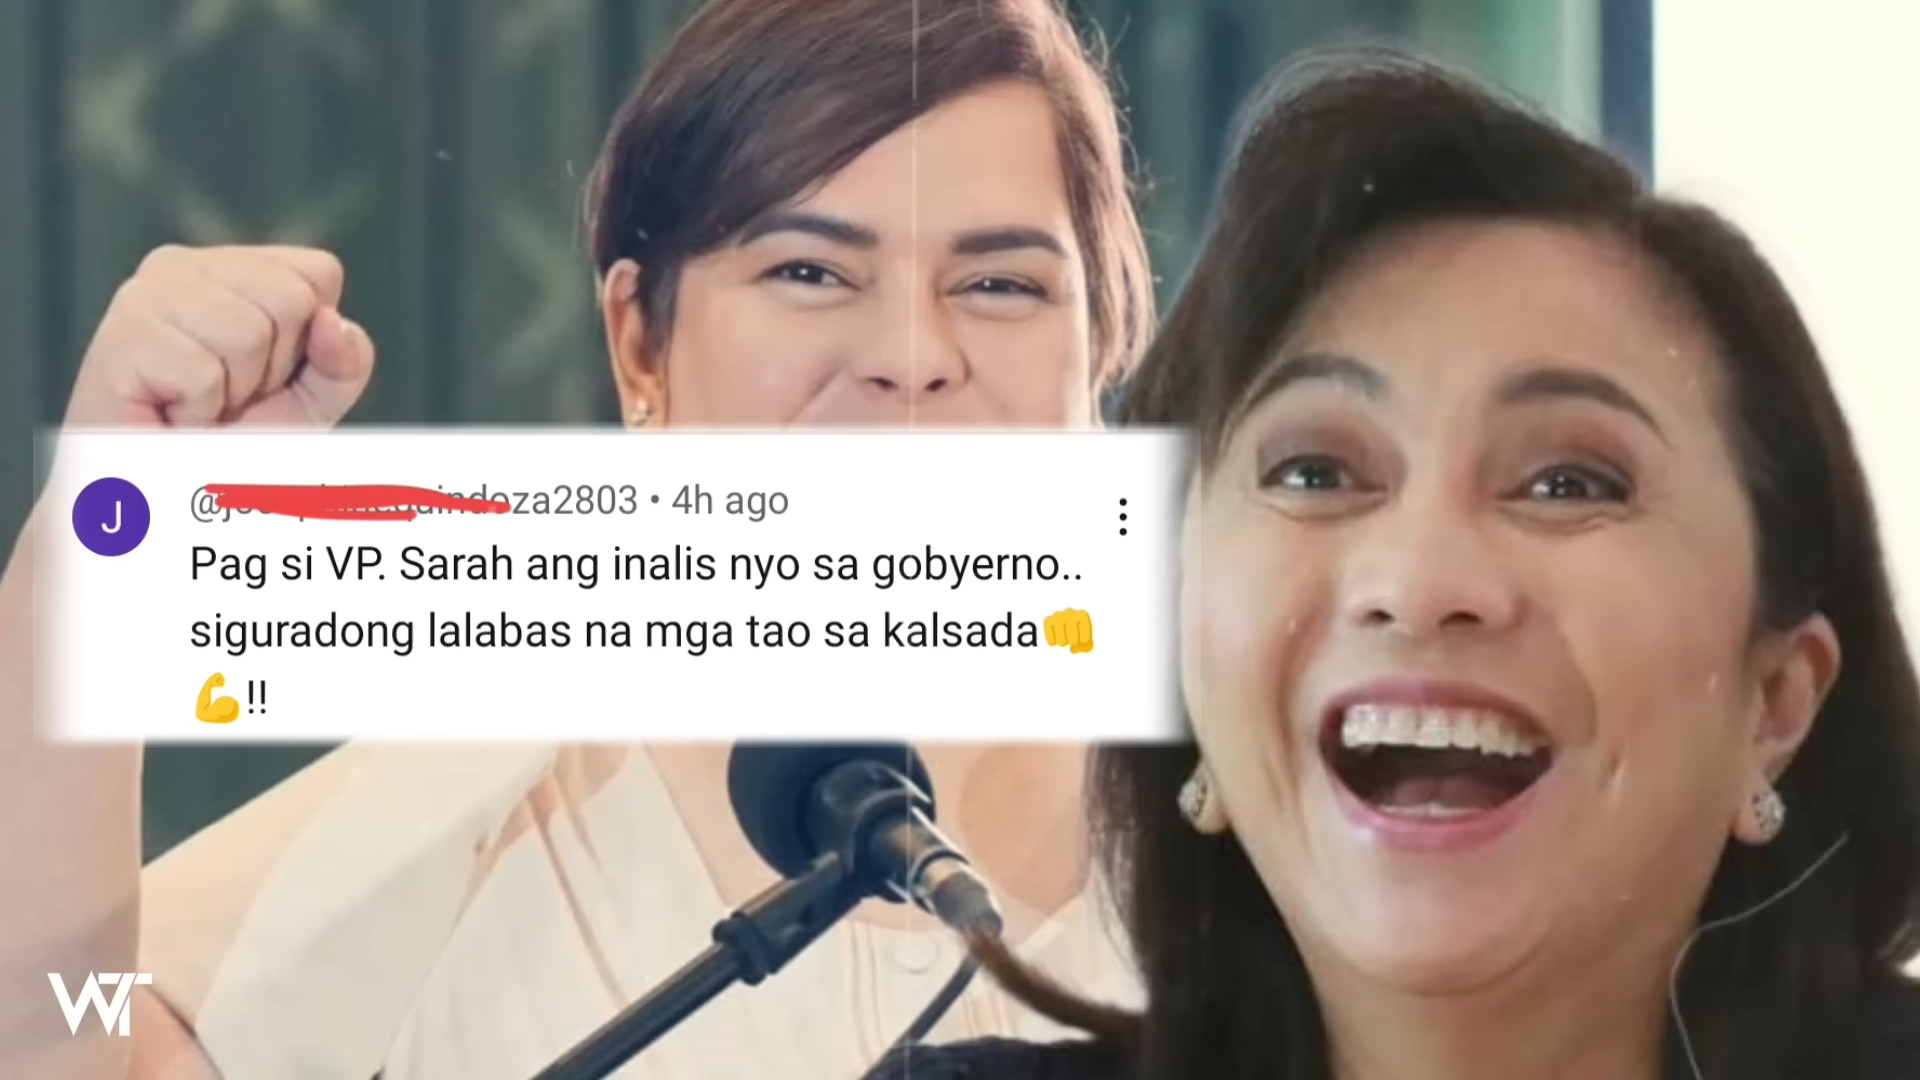 J
za2803 • 4h ago
Pag si VP. Sarah ang inalis nyo sa gobyerno..
siguradong lalabas na mga tao sa kalsada👊
💪!!
WT